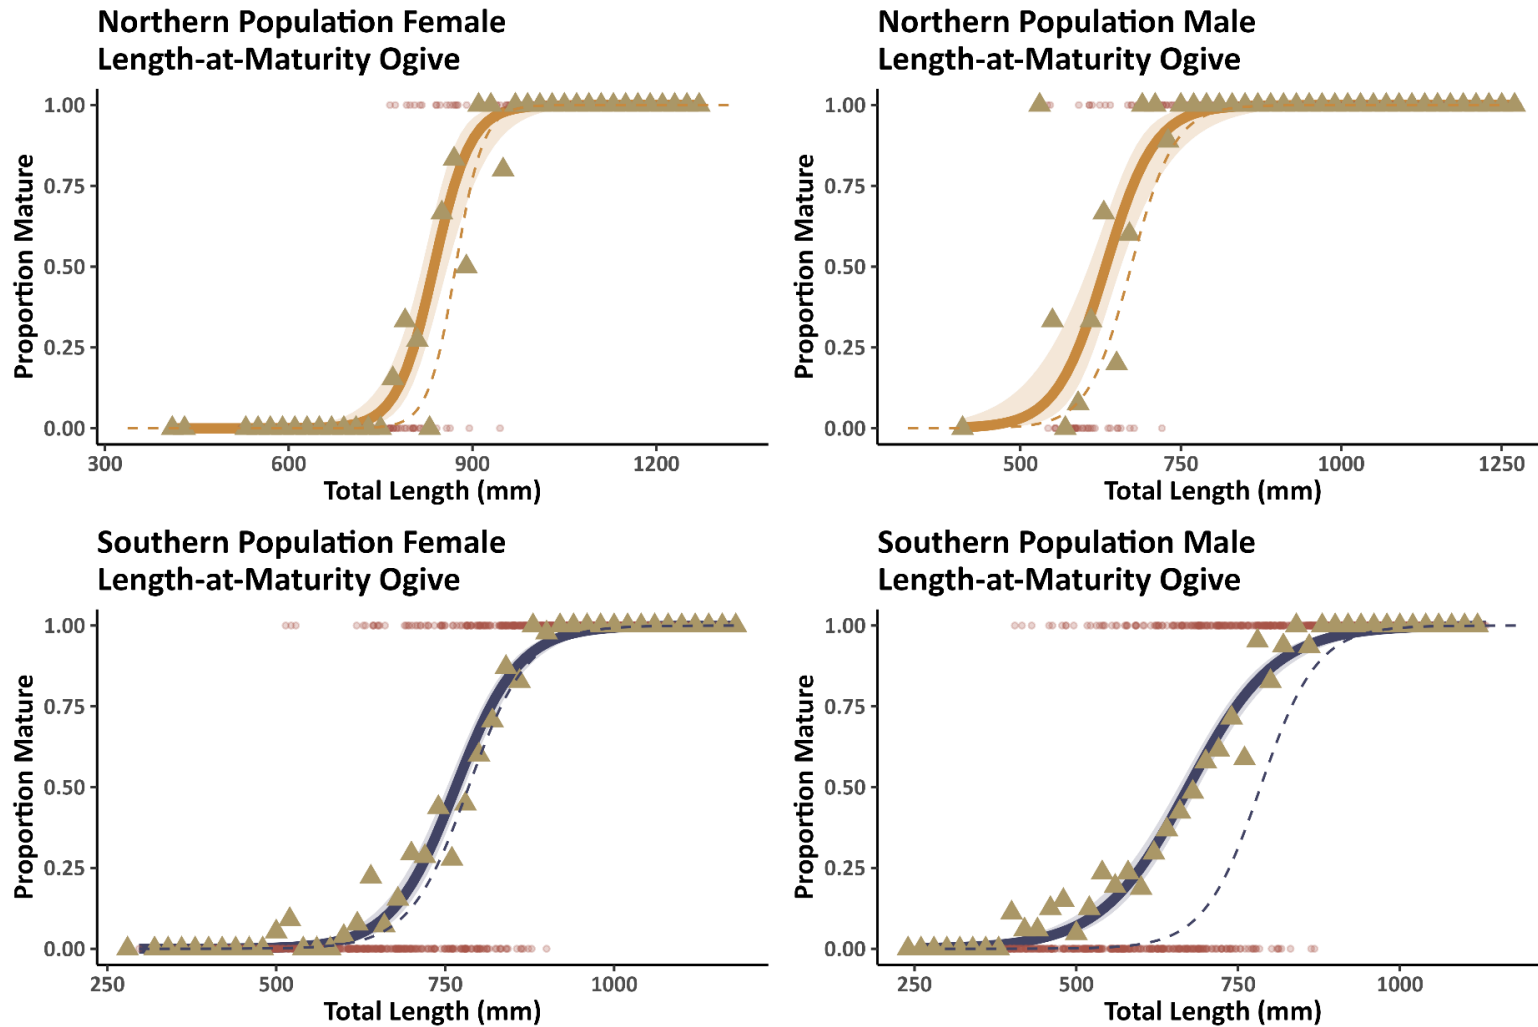 Northern Population Female
Length-at-Maturity Ogive
Proportion Mature
1.00
0.75
0.50
0.25
0.00
300 600 900 1200
Total Length (mm)
Northern Population Male
Length-at-Maturity Ogive
Proportion Mature
1.00
0.75
0.50
0.25
0.00
500 750 1000 1250
Total Length (mm)
Southern Population Female
Length-at-Maturity Ogive
Proportion Mature
1.00
0.75
0.50
0.25
0.00
250 500 750 1000
Total Length (mm)
Southern Population Male
Length-at-Maturity Ogive
Proportion Mature
1.00
0.75
0.50
0.25
0.00
250 500 750 1000
Total Length (mm)